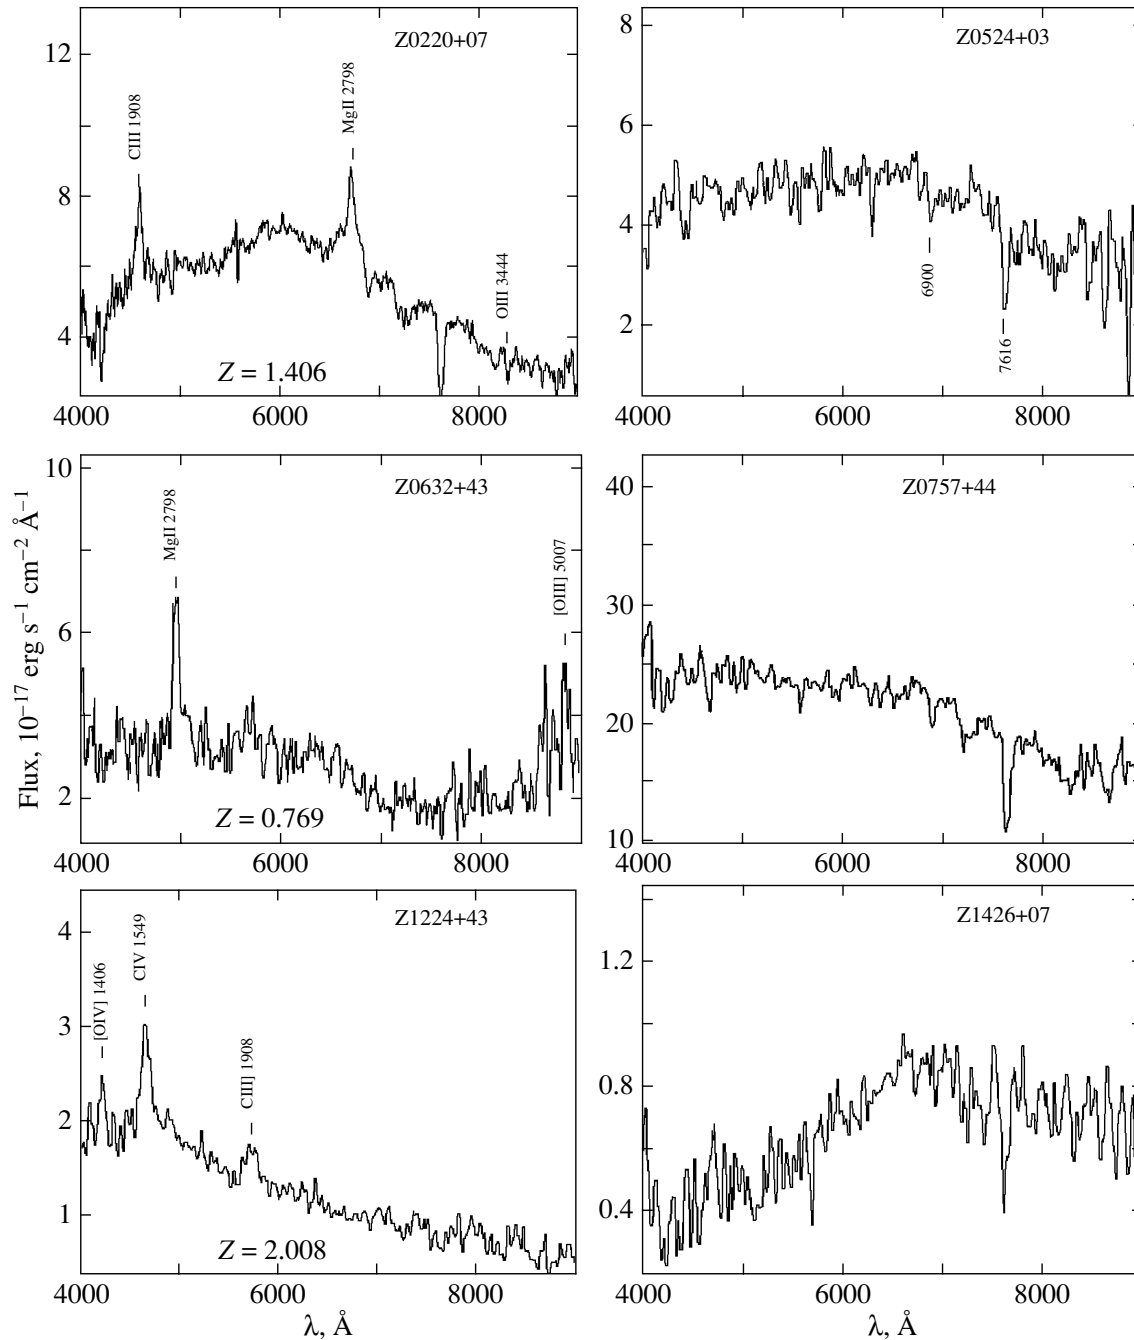 Z0220+07
CIII 1908
MgII 2798
OIII 3444
Z = 1.406
12
8
4
4000 6000 8000
Z0524+03
6900
7616
8
6
4
2
4000 6000 8000
Flux, 10⁻¹⁷ erg s⁻¹ cm⁻² Å⁻¹
Z0632+43
MgII 2798
[OIII] 5007
Z = 0.769
10
6
2
4000 6000 8000
Z0757+44
40
30
20
10
4000 6000 8000
Z1224+43
[OIV] 1406
CIV 1549
CIII] 1908
Z = 2.008
4
3
2
1
4000 6000 8000
λ, Å
Z1426+07
1.2
0.8
0.4
4000 6000 8000
λ, Å